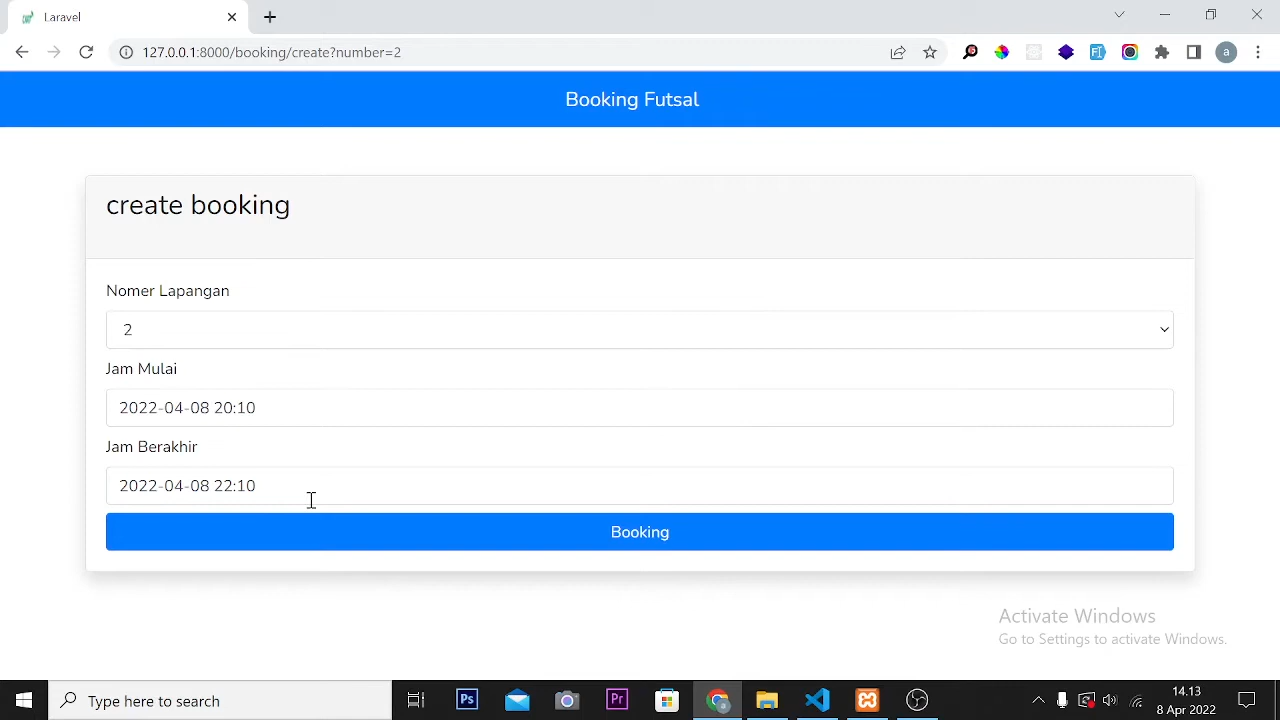 Laravel
127.0.0.1:8000/booking/create?number=2
a
Booking Futsal
create booking
Nomer Lapangan
2
Jam Mulai
2022-04-08 20:10
Jam Berakhir
2022-04-08 22:10
Booking
Activate Windows
Go to Settings to activate Windows.
Type here to search
Ps
Pr
14.13
8 Apr 2022